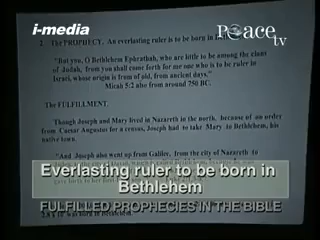 i-media
Peace
tv
2. The PROPHECY. An everlasting ruler is to be born in Bethlehem
"But you, O Bethlehem Ephrathah, who are little to be among the clans
of Judah, from you shall come forth for me one who is to be ruler in
Israel, whose origin is from of old, from ancient days."
Micah 5:2 also from around 750 BC.
The FULFILLMENT.
Though Joseph and Mary lived in Nazareth in the north, because of an order
from Caesar Augustus for a census, Joseph had to take Mary to Bethlehem, his
native town.
"And Joseph also went up from Galilee, from the city of Nazareth to
Everlasting ruler to be born in
Bethlehem
FULFILLED PROPHECIES IN THE BIBLE
was born in Bethlehem.